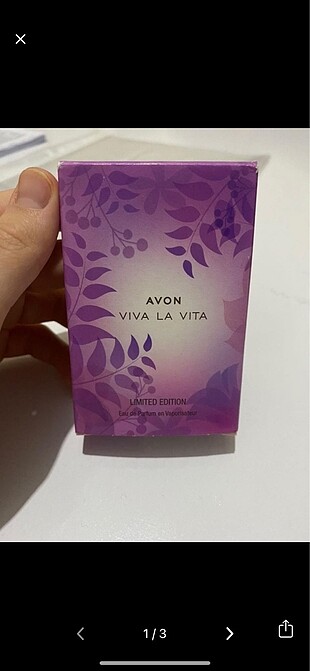 AVON
VIVA LA VITA
LIMITED EDITION
Eau de Parfum en Vaporisateur
1/3